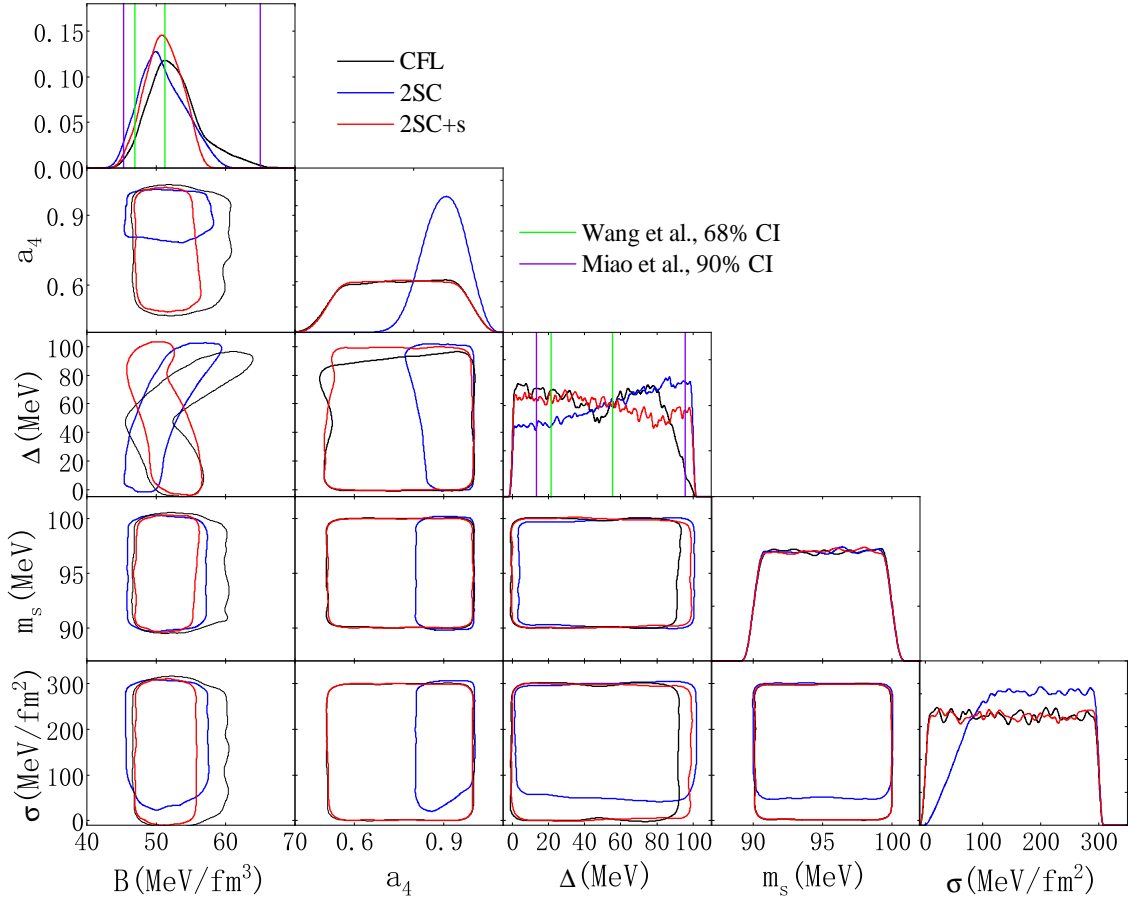 0.15
0.10
0.05
0.00
CFL
2SC
2SC+s
0.9
0.6
a₄
Wang et al., 68% CI
Miao et al., 90% CI
100
80
60
40
20
0
Δ(MeV)
100
95
90
mₛ(MeV)
300
200
100
0
σ(MeV/fm²)
40 50 60 70
0.6 0.9
0 20 40 60 80 100
90 95 100
0 100 200 300
B(MeV/fm³)
a₄
Δ(MeV)
mₛ(MeV)
σ(MeV/fm²)